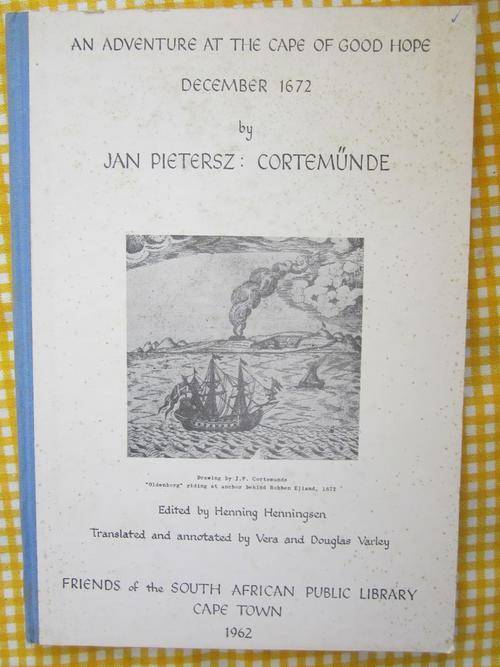 AN ADVENTURE AT THE CAPE OF GOOD HOPE
DECEMBER 1672
by
JAN PIETERSZ: CORTEMŰNDE
Drawing by J.P. Cortemunde
"Oldenborg" riding at anchor behind Robben Ejland, 1672
Edited by Henning Henningsen
Translated and annotated by Vera and Douglas Varley
FRIENDS of the SOUTH AFRICAN PUBLIC LIBRARY
CAPE TOWN
1962